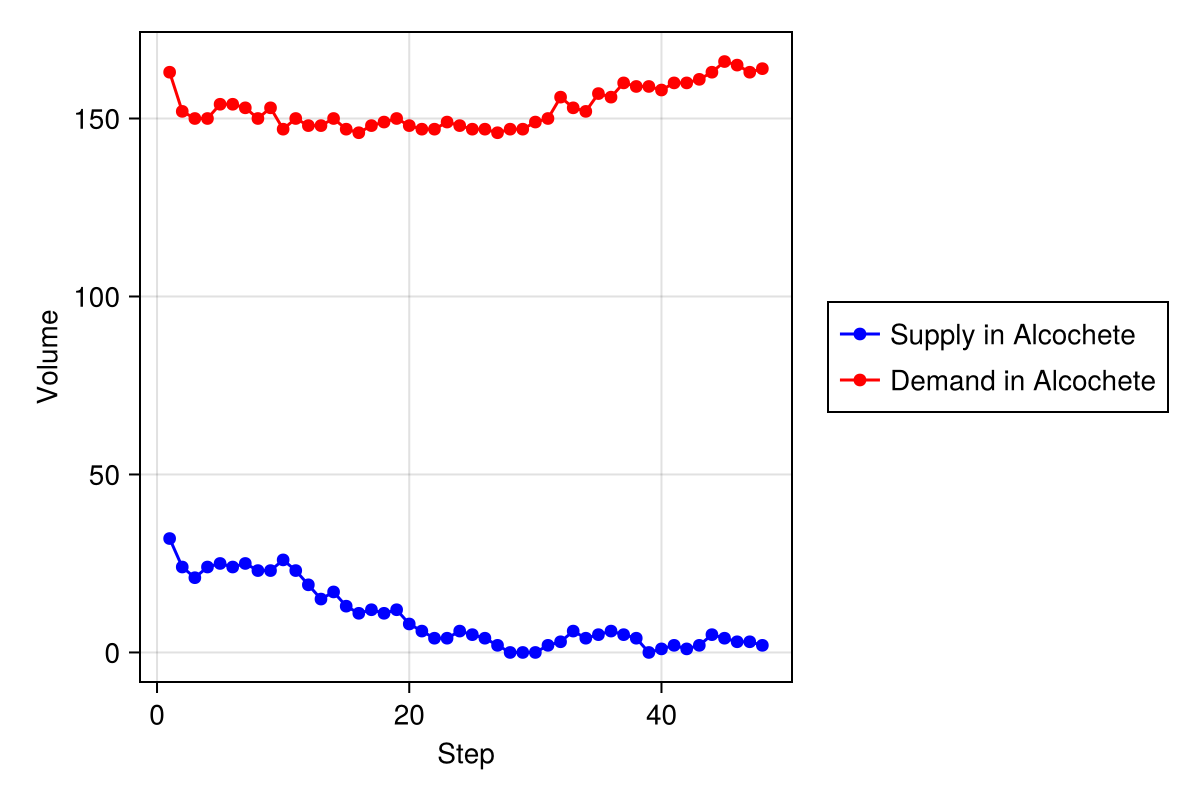 150
100
50
0
Volume
0 20 40
Step
Supply in Alcochete
Demand in Alcochete